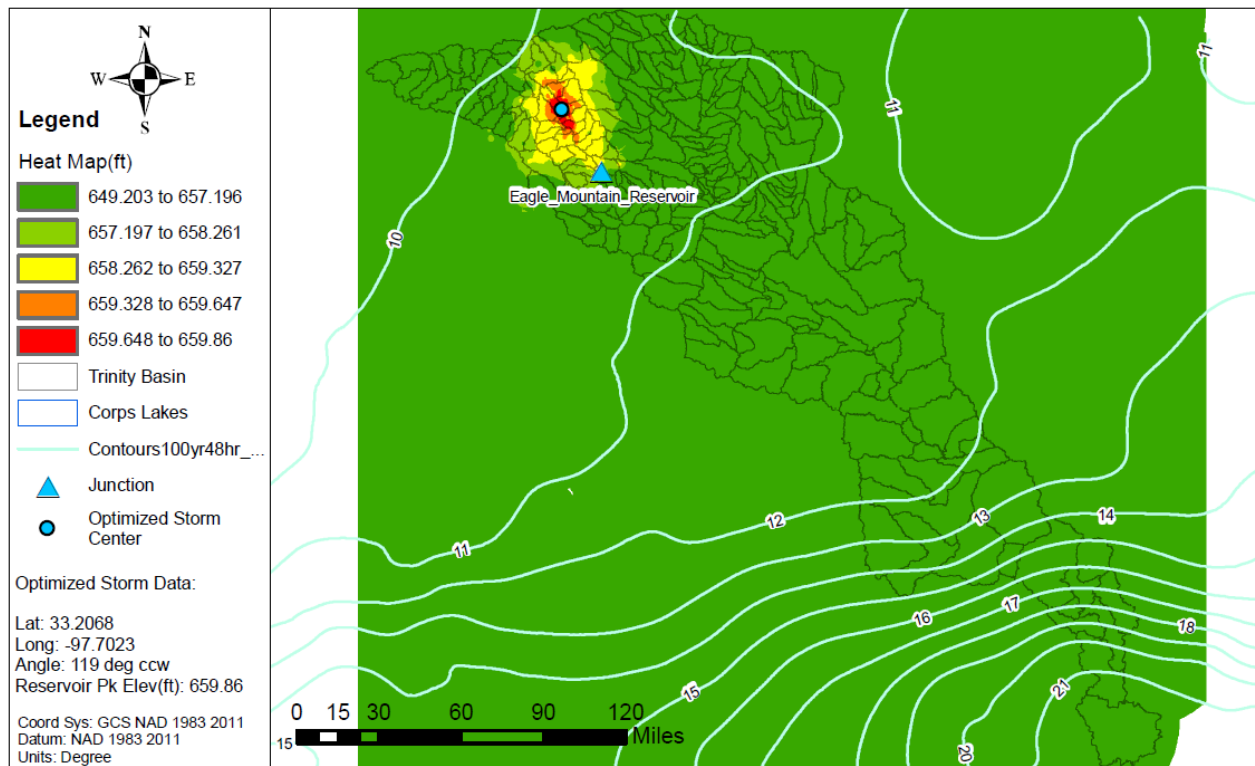 N
W E
S
Legend
Heat Map(ft)
649.203 to 657.196
657.197 to 658.261
658.262 to 659.327
659.328 to 659.647
659.648 to 659.86
Trinity Basin
Corps Lakes
Contours100yr48hr_...
Junction
Optimized Storm
Center
Optimized Storm Data:
Lat: 33.2068
Long: -97.7023
Angle: 119 deg ccw
Reservoir Pk Elev(ft): 659.86
Coord Sys: GCS NAD 1983 2011
Datum: NAD 1983 2011
Units: Degree
11
11
Eagle_Mountain_Reservoir
10
12
13
14
11
16
17
18
15
21
20
0 15 30 60 90 120
Miles
15